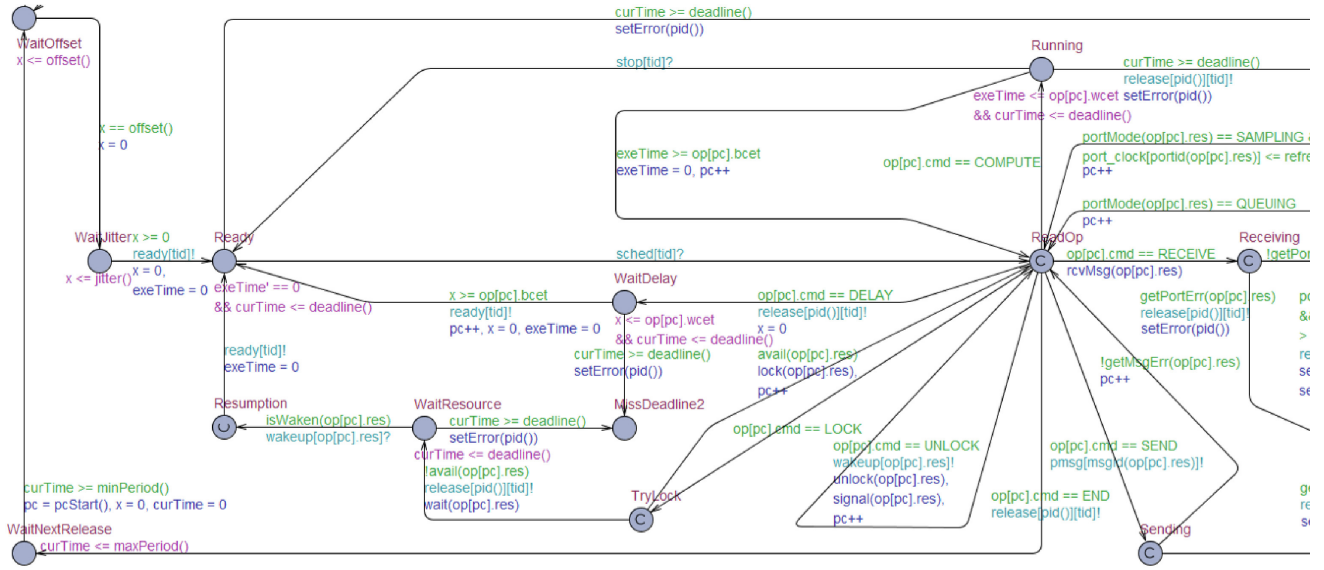 curTime >= deadline()
setError(pid())
WaitOffset
x <= offset()
Running
stop[tid]?
curTime >= deadline()
release[pid()][tid]!
exeTime <= op[pc].wcet
setError(pid())
&& curTime <= deadline()
x == offset()
x = 0
portMode(op[pc].res) == SAMPLING &
port_clock[portid(op[pc].res)] <= refre
pc++
exeTime >= op[pc].bcet
exeTime = 0, pc++
op[pc].cmd == COMPUTE
portMode(op[pc].res) == QUEUING
pc++
WaitJitter
x >= 0
ready[tid]!
x = 0,
exeTime = 0
x <= jitter()
Ready
exeTime' == 0
&& curTime <= deadline()
sched[tid]?
ReadOp
op[pc].cmd == RECEIVE
rcvMsg(op[pc].res)
Receiving
!getPor
WaitDelay
x >= op[pc].bcet
ready[tid]!
pc++, x = 0, exeTime = 0
op[pc].cmd == DELAY
release[pid()][tid]!
x = 0
x <= op[pc].wcet
&& curTime <= deadline()
getPortErr(op[pc].res)
release[pid()][tid]!
setError(pid())
po
&&
>
re
se
se
ready[tid]!
exeTime = 0
curTime >= deadline()
setError(pid())
avail(op[pc].res)
lock(op[pc].res),
pc++
!getMsgErr(op[pc].res)
pc++
Resumption
isWaken(op[pc].res)
wakeup[op[pc].res]?
WaitResource
curTime >= deadline()
setError(pid())
MissDeadline2
curTime <= deadline()
!avail(op[pc].res)
release[pid()][tid]!
wait(op[pc].res)
op[pc].cmd == LOCK
op[pc].cmd == UNLOCK
wakeup[op[pc].res]!
unlock(op[pc].res),
signal(op[pc].res),
pc++
op[pc].cmd == SEND
pmsg[msgId(op[pc].res)]!
TryLock
op[pc].cmd == END
release[pid()][tid]!
ge
re
se
curTime >= minPeriod()
pc = pcStart(), x = 0, curTime = 0
WaitNextRelease
curTime <= maxPeriod()
Sending